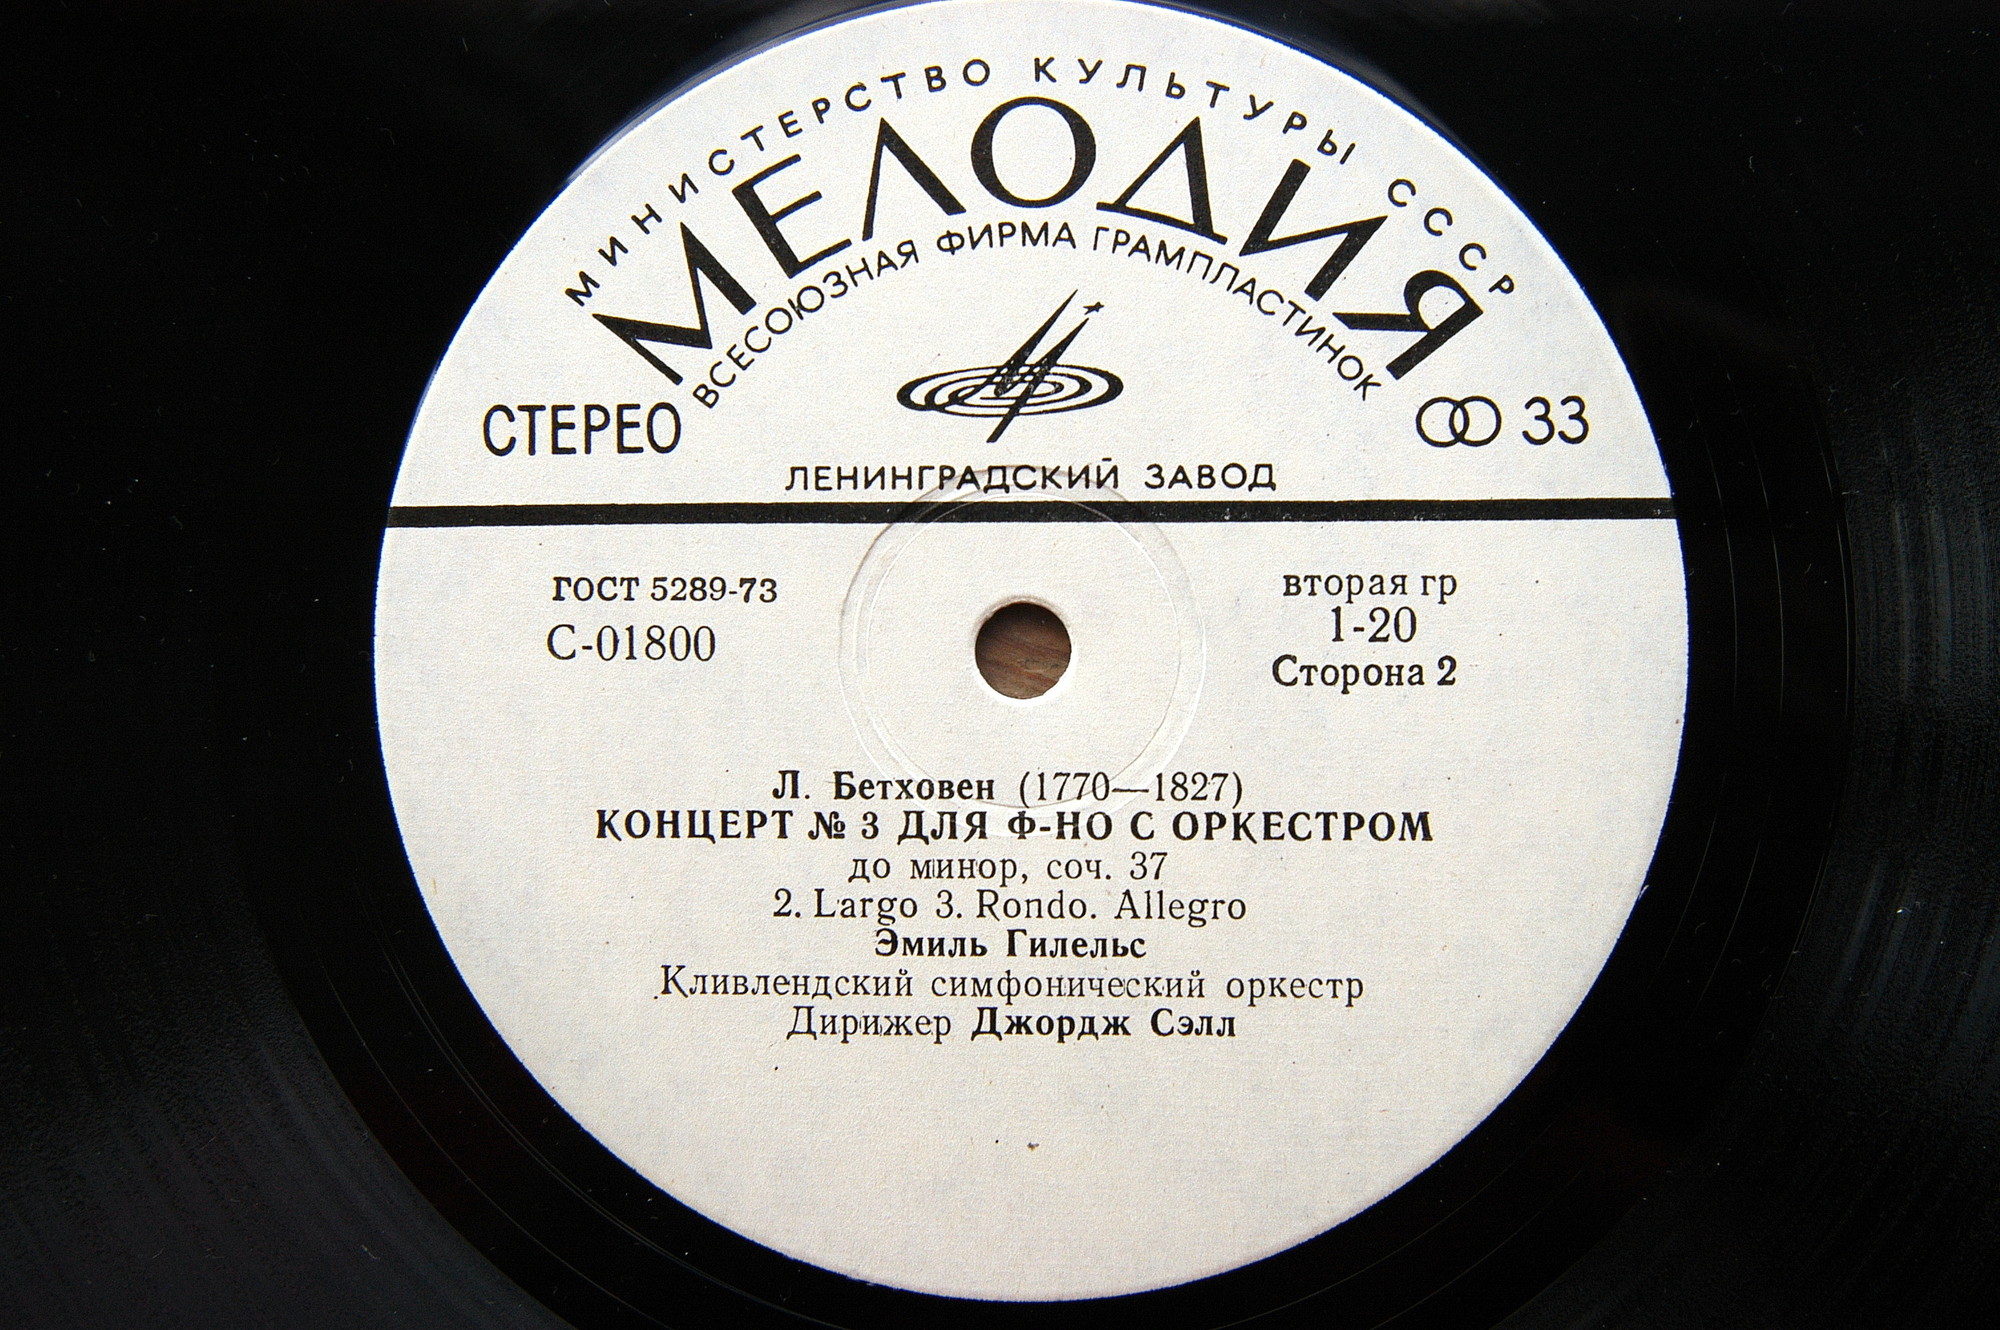 МИНИСТЕРСТВО КУЛЬТУРЫ СССР
МЕЛОДИЯ
ВСЕСОЮЗНАЯ ФИРМА ГРАМПЛАСТИНОК
СТЕРЕО
33
ЛЕНИНГРАДСКИЙ ЗАВОД
ГОСТ 5289-73
С-01800
вторая гр
1-20
Сторона 2
Л. Бетховен (1770—1827)
КОНЦЕРТ № 3 ДЛЯ Ф-НО С ОРКЕСТРОМ
до минор, соч. 37
2. Largo 3. Rondo. Allegro
Эмиль Гилельс
Кливлендский симфонический оркестр
Дирижер Джордж Сэлл